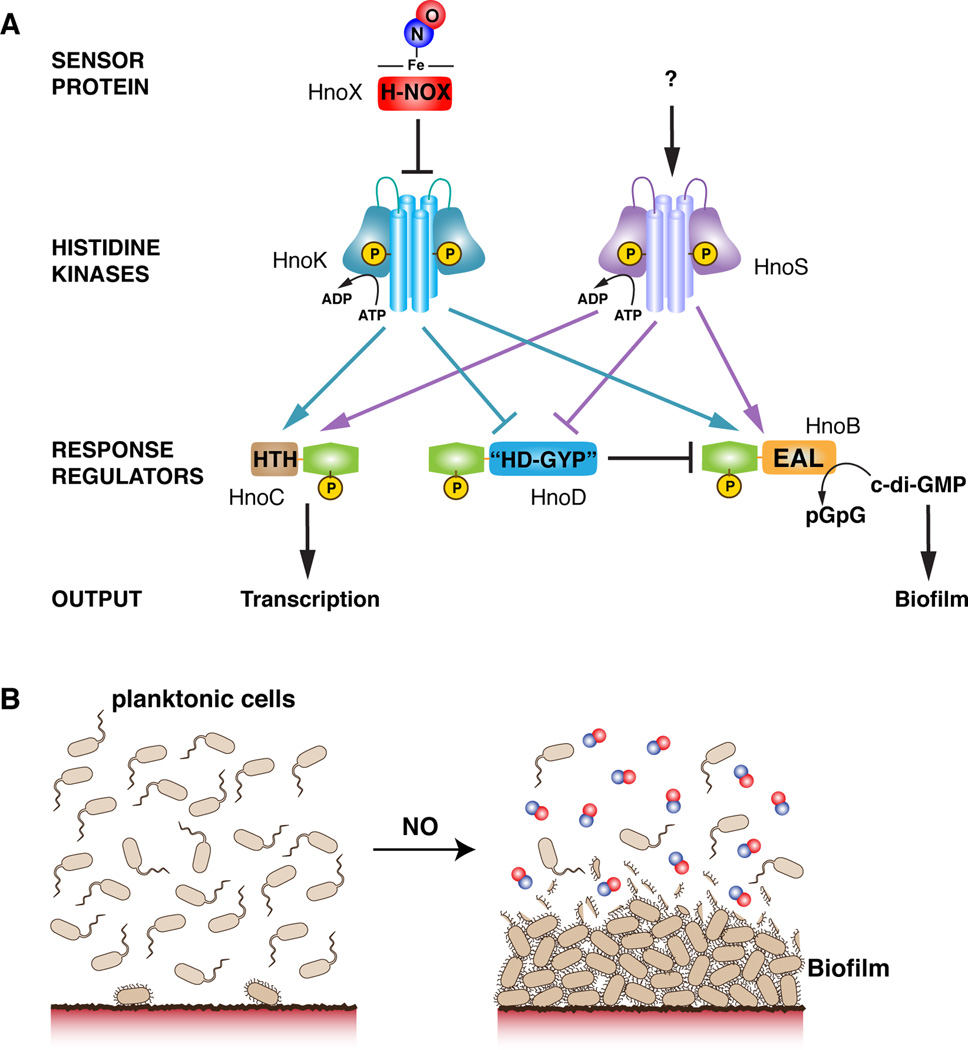 A
SENSOR
PROTEIN
O
N
Fe
HnoX
H-NOX
?
HISTIDINE
KINASES
HnoK
P
P
ADP
ATP
P
P
HnoS
ADP
ATP
RESPONSE
REGULATORS
HTH
P
HnoC
P
“HD-GYP”
HnoD
HnoB
P
EAL
c-di-GMP
pGpG
OUTPUT
Transcription
Biofilm
B
planktonic cells
NO
Biofilm